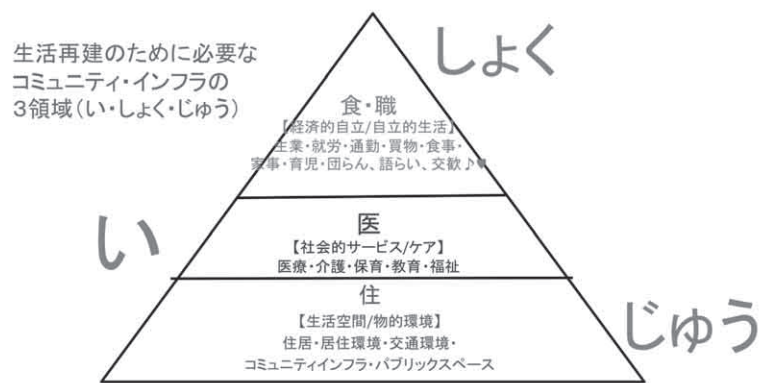 生活再建のために必要な
コミュニティ・インフラの
3領域(い・しょく・じゅう)
しょく
食・職
【経済的自立/自立的生活】
生業・就労・通勤・買物・食事・
家事・育児・団らん、語らい、交歓♪♥
い
医
【社会的サービス/ケア】
医療・介護・保育・教育・福祉
住
【生活空間/物的環境】
住居・居住環境・交通環境・
コミュニティインフラ・パブリックスペース
じゅう